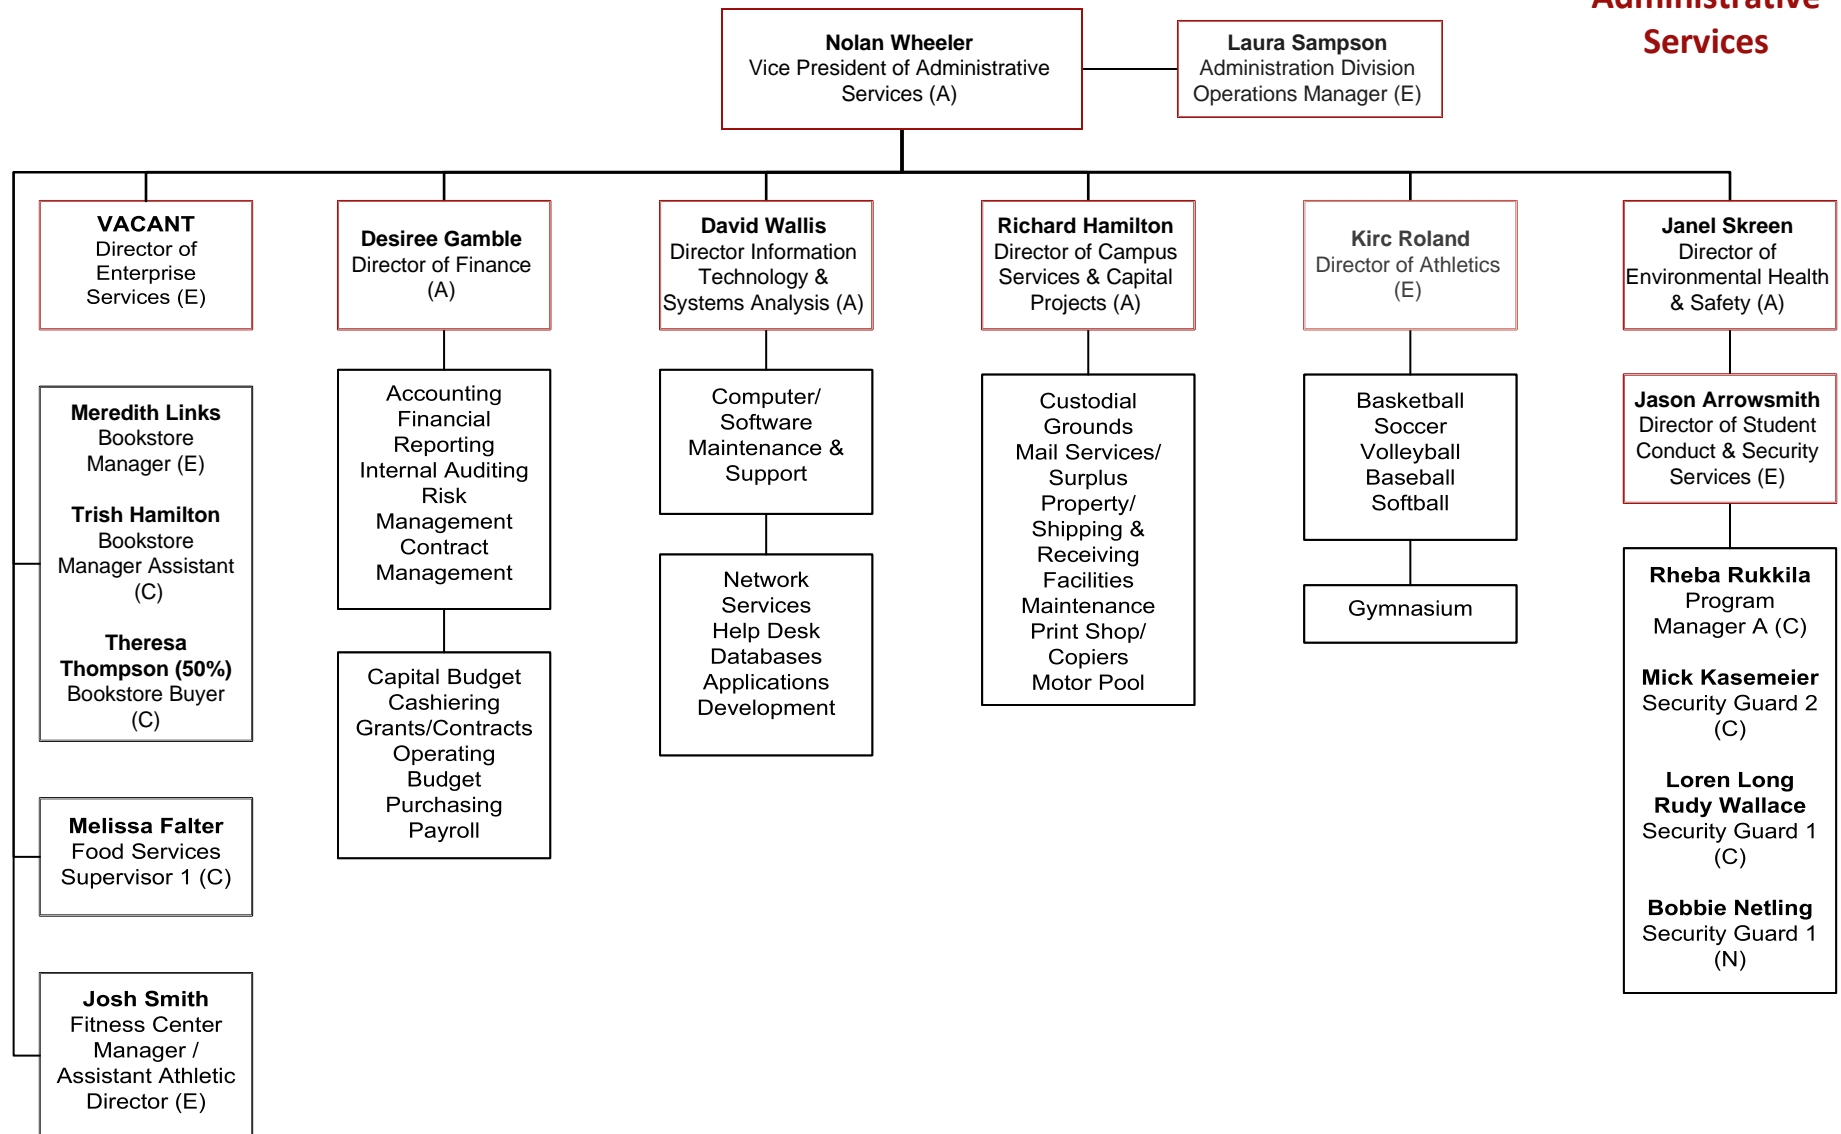 Administrative
Services
Nolan Wheeler
Vice President of Administrative
Services (A)
Laura Sampson
Administration Division
Operations Manager (E)
VACANT
Director of
Enterprise
Services (E)
Desiree Gamble
Director of Finance
(A)
David Wallis
Director Information
Technology &
Systems Analysis (A)
Richard Hamilton
Director of Campus
Services & Capital
Projects (A)
Kirc Roland
Director of Athletics
(E)
Janel Skreen
Director of
Environmental Health
& Safety (A)
Meredith Links
Bookstore
Manager (E)
Trish Hamilton
Bookstore
Manager Assistant
(C)
Theresa
Thompson (50%)
Bookstore Buyer
(C)
Melissa Falter
Food Services
Supervisor 1 (C)
Josh Smith
Fitness Center
Manager /
Assistant Athletic
Director (E)
Accounting
Financial
Reporting
Internal Auditing
Risk
Management
Contract
Management
Capital Budget
Cashiering
Grants/Contracts
Operating
Budget
Purchasing
Payroll
Computer/
Software
Maintenance &
Support
Network
Services
Help Desk
Databases
Applications
Development
Custodial
Grounds
Mail Services/
Surplus
Property/
Shipping &
Receiving
Facilities
Maintenance
Print Shop/
Copiers
Motor Pool
Basketball
Soccer
Volleyball
Baseball
Softball
Gymnasium
Jason Arrowsmith
Director of Student
Conduct & Security
Services (E)
Rheba Rukkila
Program
Manager A (C)
Mick Kasemeier
Security Guard 2
(C)
Loren Long
Rudy Wallace
Security Guard 1
(C)
Bobbie Netling
Security Guard 1
(N)